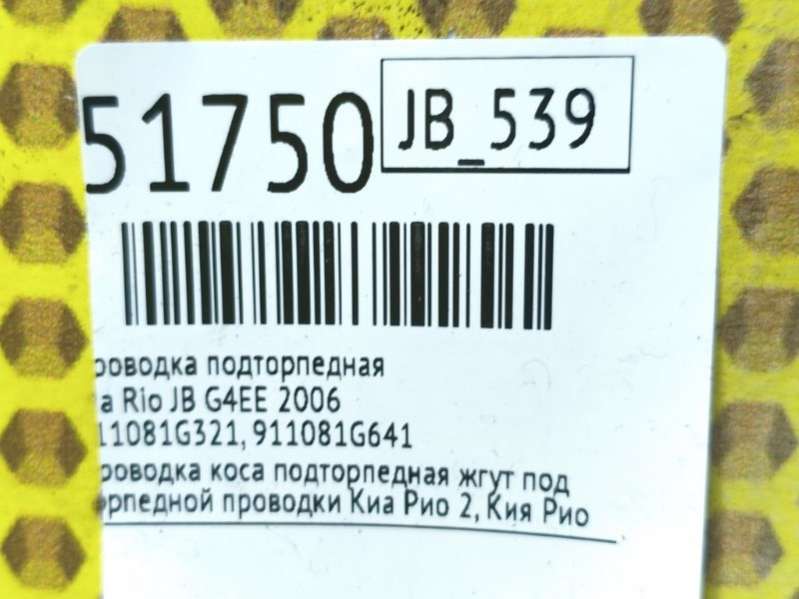 51750
JB_539
роводка подторпедная
a Rio JB G4EE 2006
11081G321, 911081G641
роводка коса подторпедная жгут под
орпедной проводки Киа Рио 2, Кия Рио